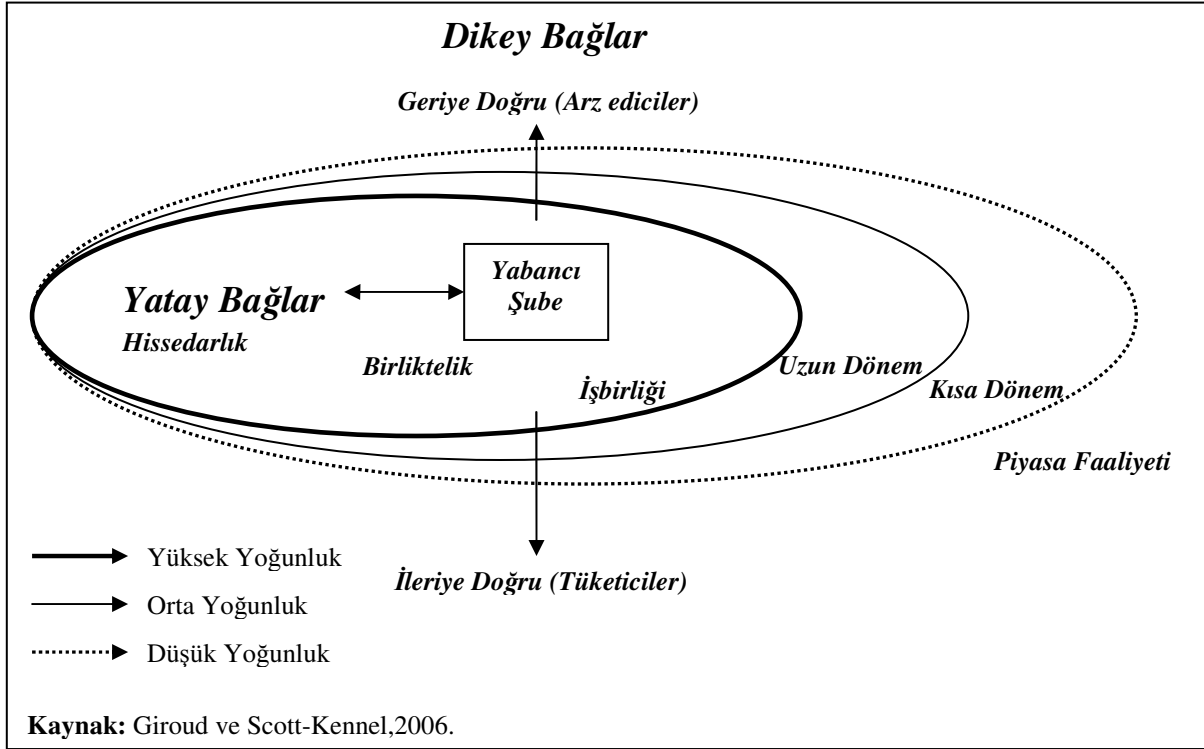 Dikey Bağlar
Geriye Doğru (Arz ediciler)
Yabancı
Şube
Yatay Bağlar
Hissedarlık
Birliktelik
İşbirliği
Uzun Dönem
Kısa Dönem
Piyasa Faaliyeti
İleriye Doğru (Tüketiciler)
Yüksek Yoğunluk
Orta Yoğunluk
Düşük Yoğunluk
Kaynak: Giroud ve Scott-Kennel,2006.